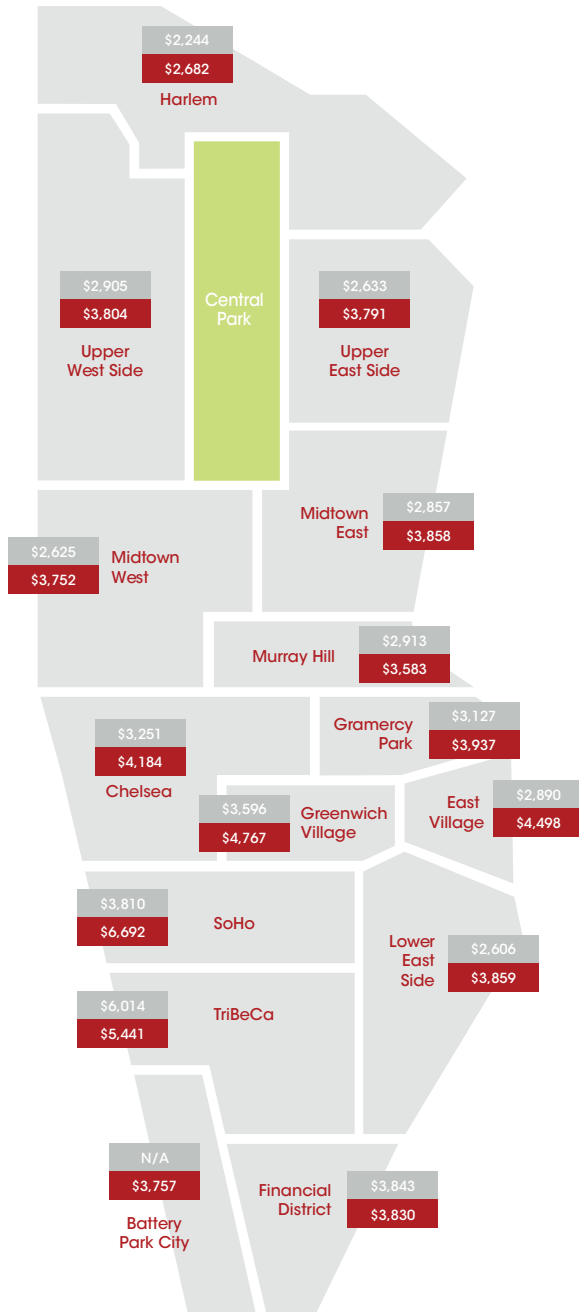 $2,244
$2,682
Harlem
$2,905
$3,804
Upper
West Side
Central
Park
$2,633
$3,791
Upper
East Side
Midtown
East
$2,857
$3,858
$2,625
$3,752
Midtown
West
Murray Hill
$2,913
$3,583
Gramercy
Park
$3,127
$3,937
$3,251
$4,184
Chelsea
$3,596
$4,767
Greenwich
Village
East
Village
$2,890
$4,498
$3,810
$6,692
SoHo
Lower
East
Side
$2,606
$3,859
$6,014
$5,441
TriBeCa
N/A
$3,757
Battery
Park City
Financial
District
$3,843
$3,830